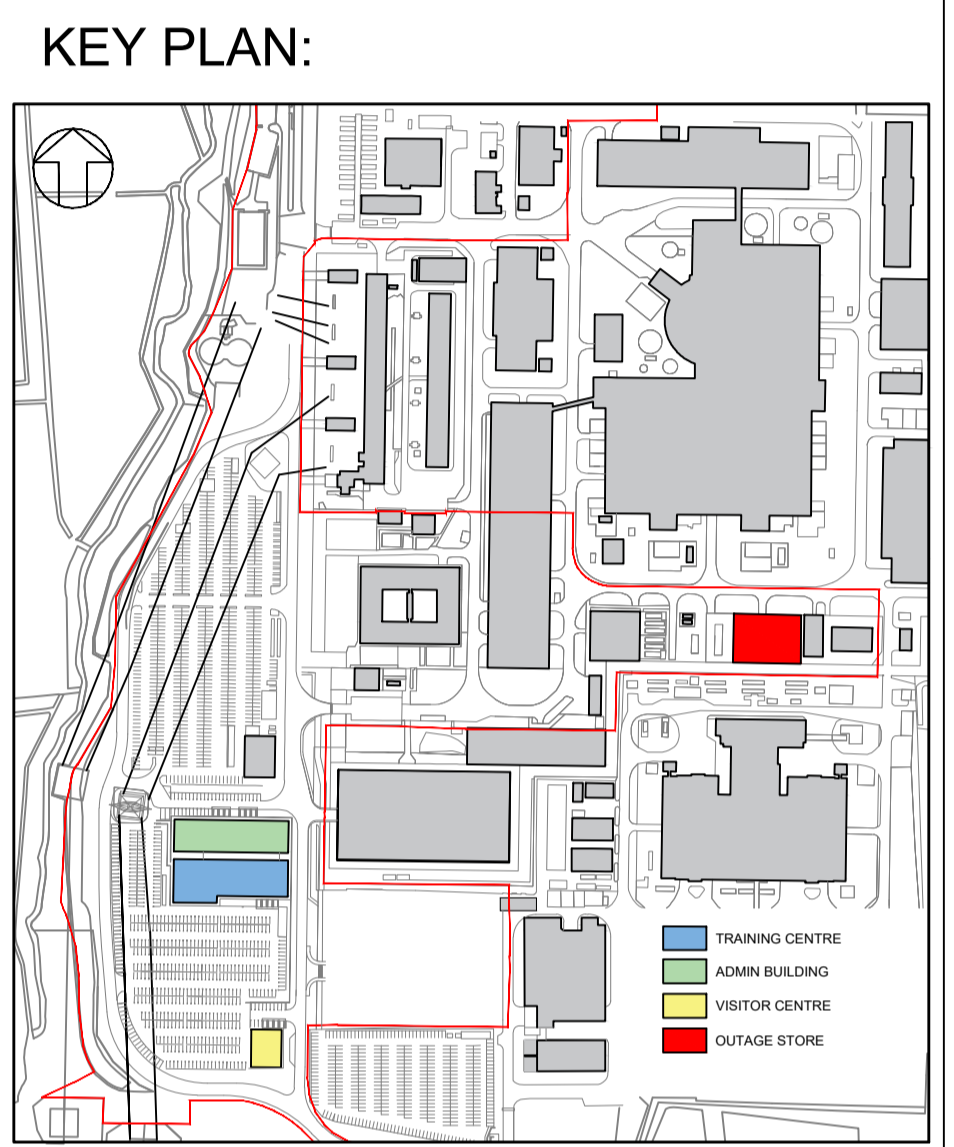 KEY PLAN:
TRAINING CENTRE
ADMIN BUILDING
VISITOR CENTRE
OUTAGE STORE